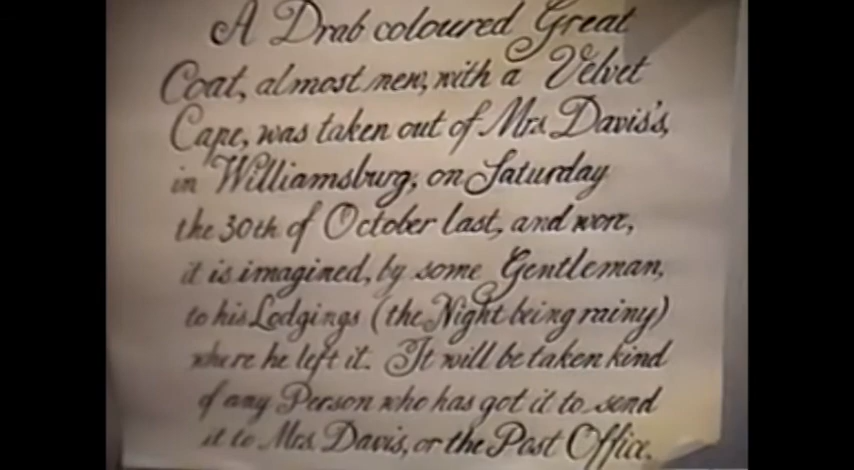 A Drab coloured Great
Coat, almost new, with a Velvet
Cape, was taken out of Mrs. Davis's,
in Williamsburg, on Saturday
the 30th of October last, and wore,
it is imagined, by some Gentleman,
to his Lodgings (the Night being rainy)
where he left it. It will be taken kind
of any Person who has got it to send
it to Mrs. Davis, or the Post Office.